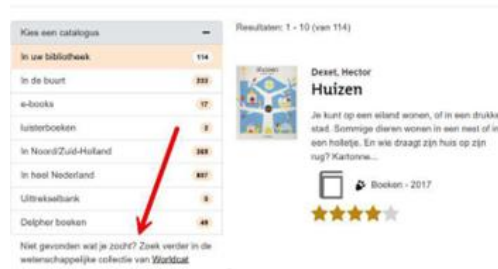 Kies een catalogus
In uw bibliotheek 114
In de buurt 333
e-books 17
luisterboeken 2
In Noord/Zuid-Holland 369
In heel Nederland 807
Uittrekselbank
Delpher boeken 49
Niet gevonden wat je zocht? Zoek verder in de
wetenschappelijke collectie van Worldcat
Resultaten: 1 - 10 (van 114)
Huizen
Dexet, Hector
Huizen
Je kunt op een eiland wonen, of in een drukke
stad. Sommige dieren wonen in een nest of in
een holletje. En wie draagt zijn huis op zijn
rug? Kartonne...
Boeken - 2017